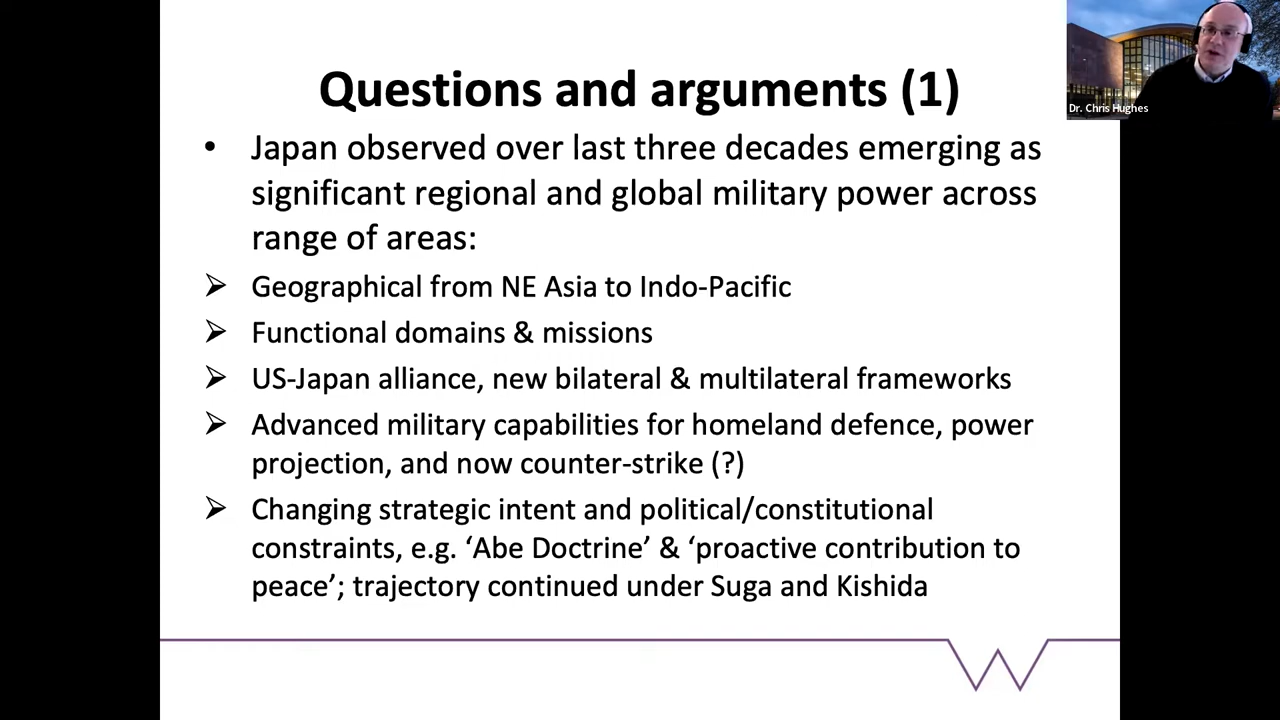 Questions and arguments (1)
• Japan observed over last three decades emerging as
significant regional and global military power across
range of areas:
➢ Geographical from NE Asia to Indo-Pacific
➢ Functional domains & missions
➢ US-Japan alliance, new bilateral & multilateral frameworks
➢ Advanced military capabilities for homeland defence, power
projection, and now counter-strike (?)
➢ Changing strategic intent and political/constitutional
constraints, e.g. ‘Abe Doctrine’ & ‘proactive contribution to
peace’; trajectory continued under Suga and Kishida
Dr. Chris Hughes